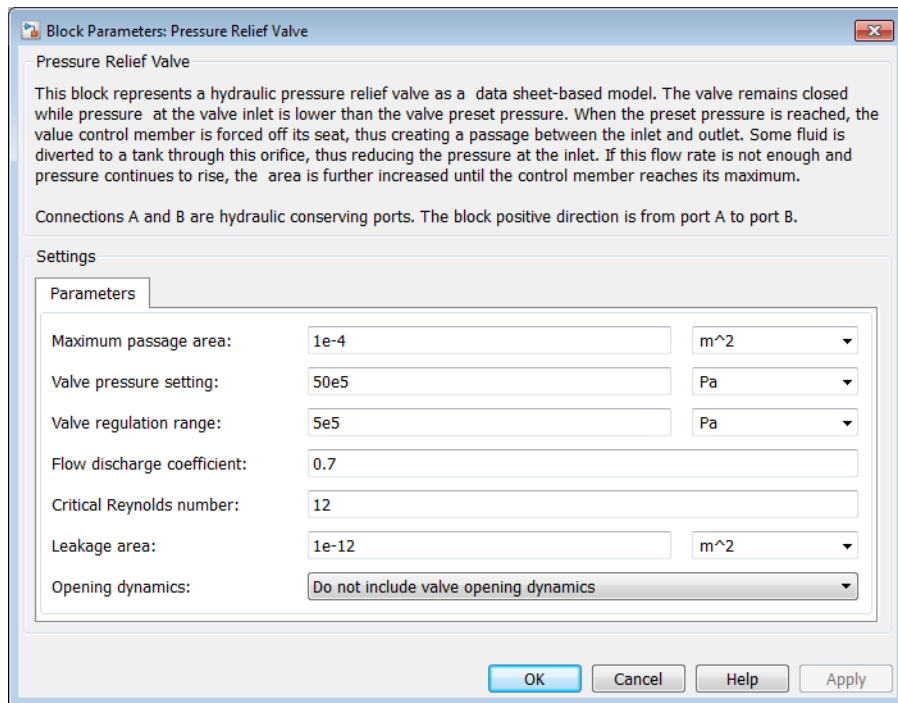 Block Parameters: Pressure Relief Valve
Pressure Relief Valve
This block represents a hydraulic pressure relief valve as a data sheet-based model. The valve remains closed
while pressure at the valve inlet is lower than the valve preset pressure. When the preset pressure is reached, the
value control member is forced off its seat, thus creating a passage between the inlet and outlet. Some fluid is
diverted to a tank through this orifice, thus reducing the pressure at the inlet. If this flow rate is not enough and
pressure continues to rise, the area is further increased until the control member reaches its maximum.
Connections A and B are hydraulic conserving ports. The block positive direction is from port A to port B.
Settings
Parameters
Maximum passage area: 1e-4 m^2
Valve pressure setting: 50e5 Pa
Valve regulation range: 5e5 Pa
Flow discharge coefficient: 0.7
Critical Reynolds number: 12
Leakage area: 1e-12 m^2
Opening dynamics: Do not include valve opening dynamics
OK Cancel Help Apply